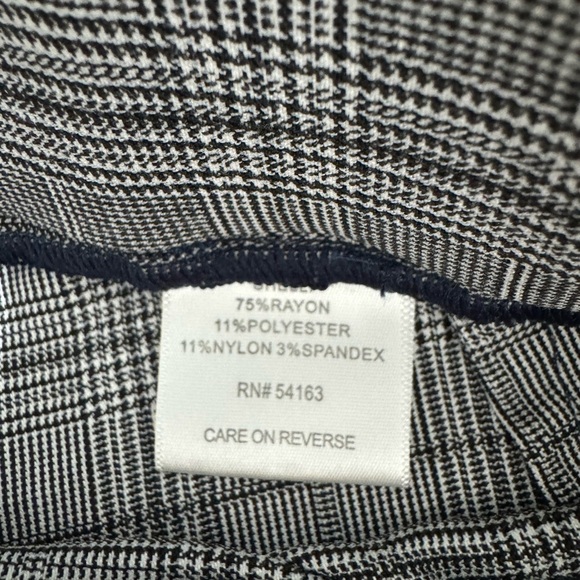 75%RAYON
11%POLYESTER
11%NYLON 3%SPANDEX
RN# 54163
CARE ON REVERSE